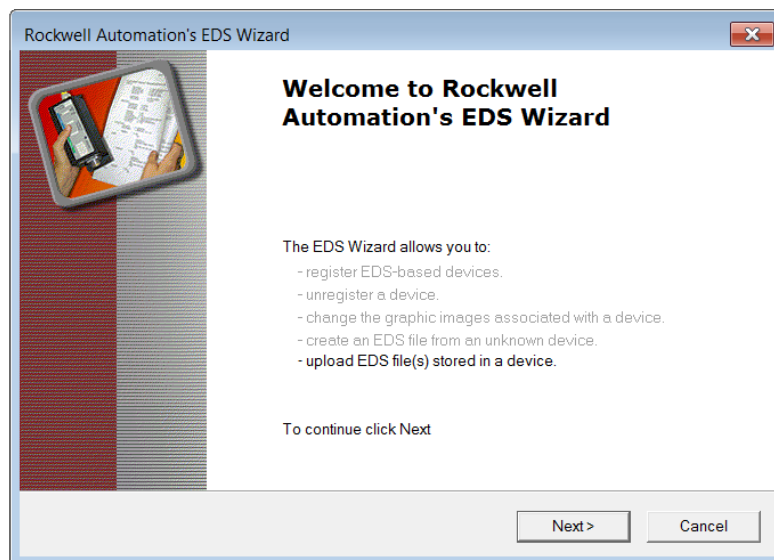 Rockwell Automation's EDS Wizard
Welcome to Rockwell
Automation's EDS Wizard
The EDS Wizard allows you to:
- register EDS-based devices.
- unregister a device.
- change the graphic images associated with a device.
- create an EDS file from an unknown device.
- upload EDS file(s) stored in a device.
To continue click Next
Next >
Cancel